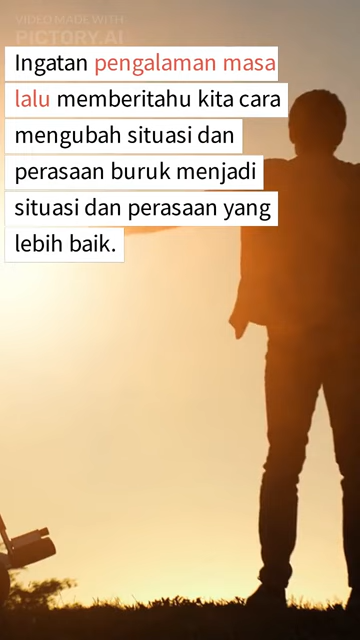 VIDEO MADE WITH
PICTORY.AI
Ingatan pengalaman masa
lalu memberitahu kita cara
mengubah situasi dan
perasaan buruk menjadi
situasi dan perasaan yang
lebih baik.